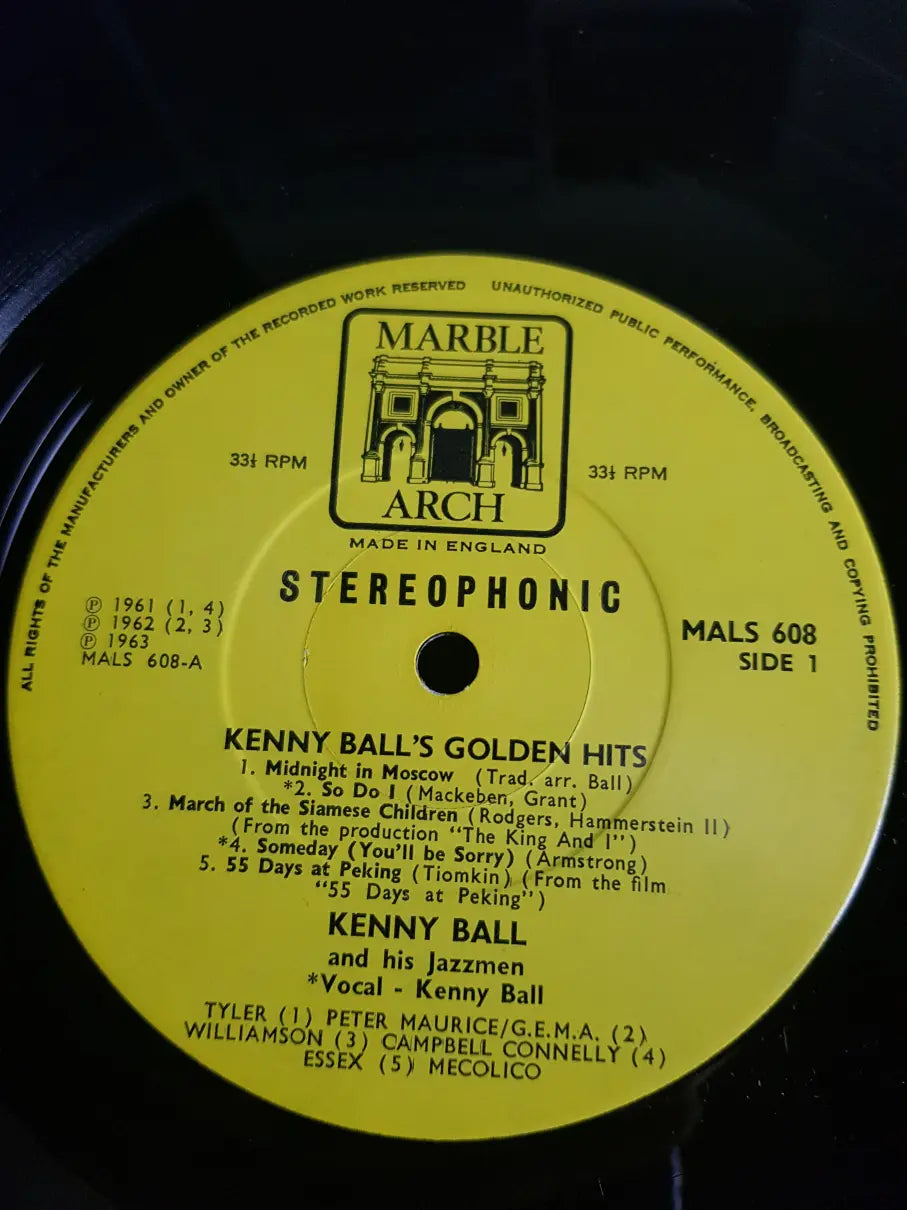 ALL RIGHTS OF THE MANUFACTURERS AND OWNER OF THE RECORDED WORK RESERVED UNAUTHORIZED PUBLIC PERFORMANCE, BROADCASTING AND COPYING PROHIBITED
MARBLE
ARCH
33⅓ RPM
33⅓ RPM
MADE IN ENGLAND
STEREOPHONIC
℗ 1961 (1, 4)
℗ 1962 (2, 3)
℗ 1963
MALS 608-A
MALS 608
SIDE 1
KENNY BALL'S GOLDEN HITS
1. Midnight in Moscow (Trad. arr. Ball)
*2. So Do I (Mackeben, Grant)
3. March of the Siamese Children (Rodgers, Hammerstein II)
(From the production "The King And I")
*4. Someday (You'll be Sorry) (Armstrong)
5. 55 Days at Peking (Tiomkin) (From the film
"55 Days at Peking")
KENNY BALL
and his Jazzmen
*Vocal - Kenny Ball
TYLER (1) PETER MAURICE/G.E.M.A. (2)
WILLIAMSON (3) CAMPBELL CONNELLY (4)
ESSEX (5) MECOLICO